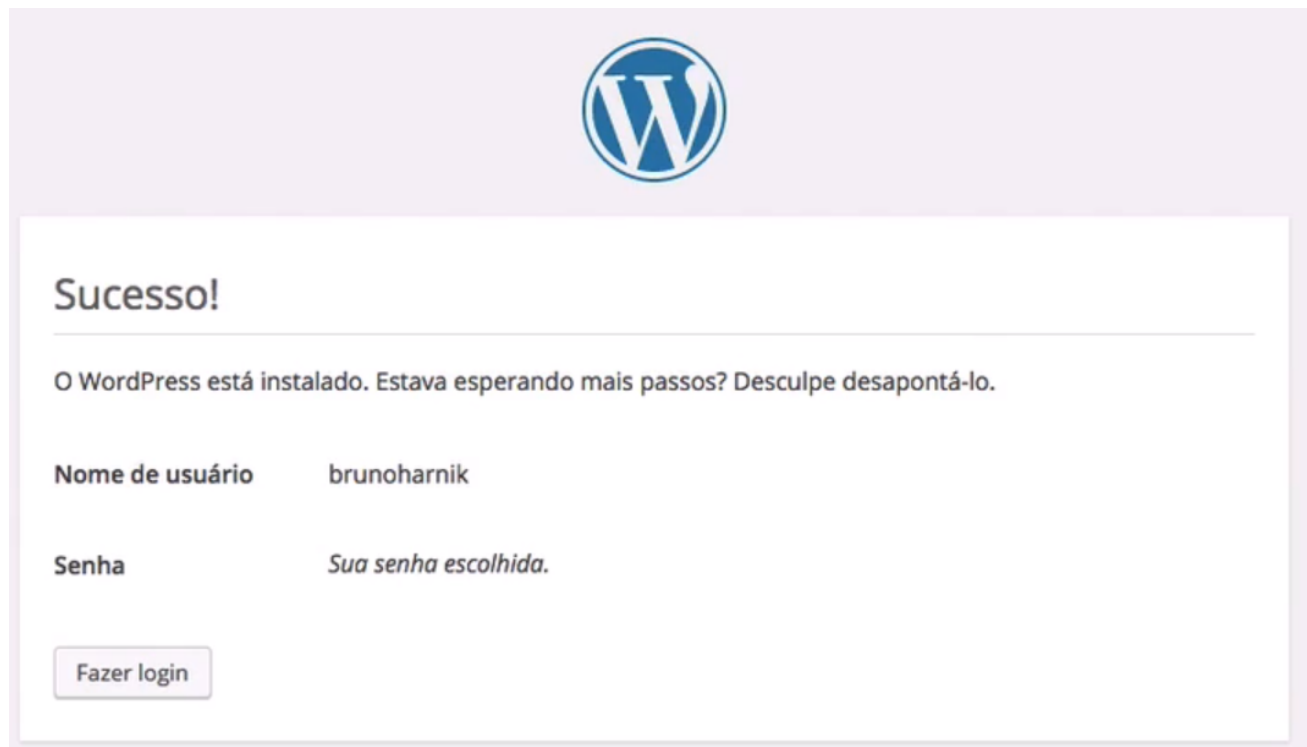 Sucesso!
O WordPress está instalado. Estava esperando mais passos? Desculpe desapontá-lo.
Nome de usuário brunoharnik
Senha Sua senha escolhida.
Fazer login